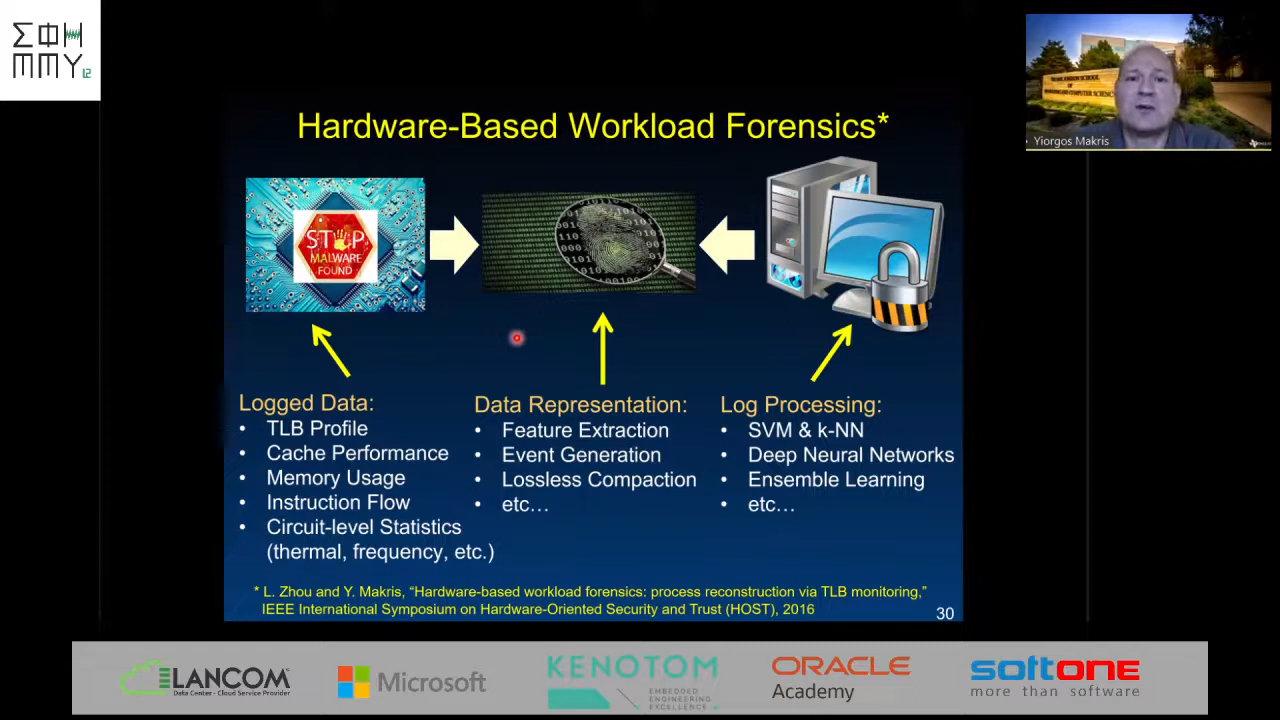 ΣΦΗ
ΜΜΥ 12
Hardware-Based Workload Forensics*
STOP
MALWARE
FOUND
Yiorgos Makris
Logged Data:
• TLB Profile
• Cache Performance
• Memory Usage
• Instruction Flow
• Circuit-level Statistics
(thermal, frequency, etc.)
Data Representation:
• Feature Extraction
• Event Generation
• Lossless Compaction
• etc…
Log Processing:
• SVM & k-NN
• Deep Neural Networks
• Ensemble Learning
• etc…
* L. Zhou and Y. Makris, “Hardware-based workload forensics: process reconstruction via TLB monitoring,”
IEEE International Symposium on Hardware-Oriented Security and Trust (HOST), 2016
30
LANCOM
Data Center - Cloud Service Provider
Microsoft
KENOTOM
EMBEDDED
ENGINEERING
EXCELLENCE
ORACLE
Academy
softone
more than software